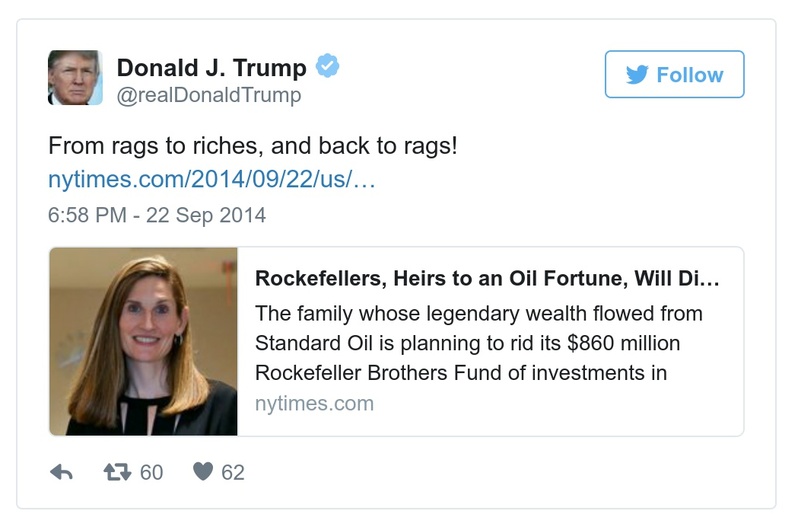 Donald J. Trump
@realDonaldTrump
Follow
From rags to riches, and back to rags!
nytimes.com/2014/09/22/us/…
6:58 PM - 22 Sep 2014
Rockefellers, Heirs to an Oil Fortune, Will Di…
The family whose legendary wealth flowed from
Standard Oil is planning to rid its $860 million
Rockefeller Brothers Fund of investments in
nytimes.com
60 62